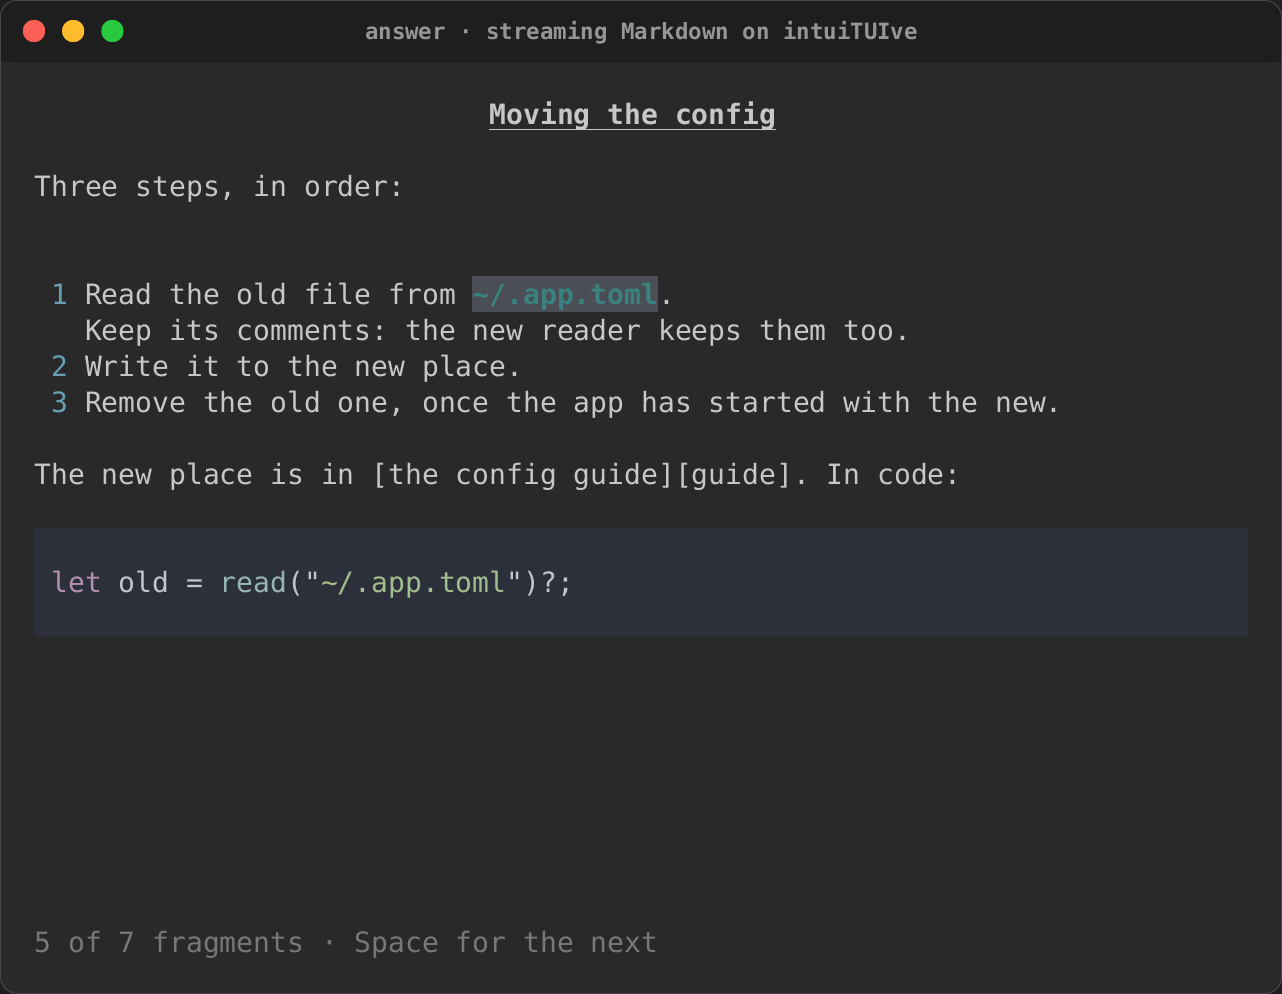 answer · streaming Markdown on intuiTUIve
Moving the config
Three steps, in order:
1 Read the old file from ~/.app.toml.
Keep its comments: the new reader keeps them too.
2 Write it to the new place.
3 Remove the old one, once the app has started with the new.
The new place is in [the config guide][guide]. In code:
let old = read("~/.app.toml")?;
5 of 7 fragments · Space for the next